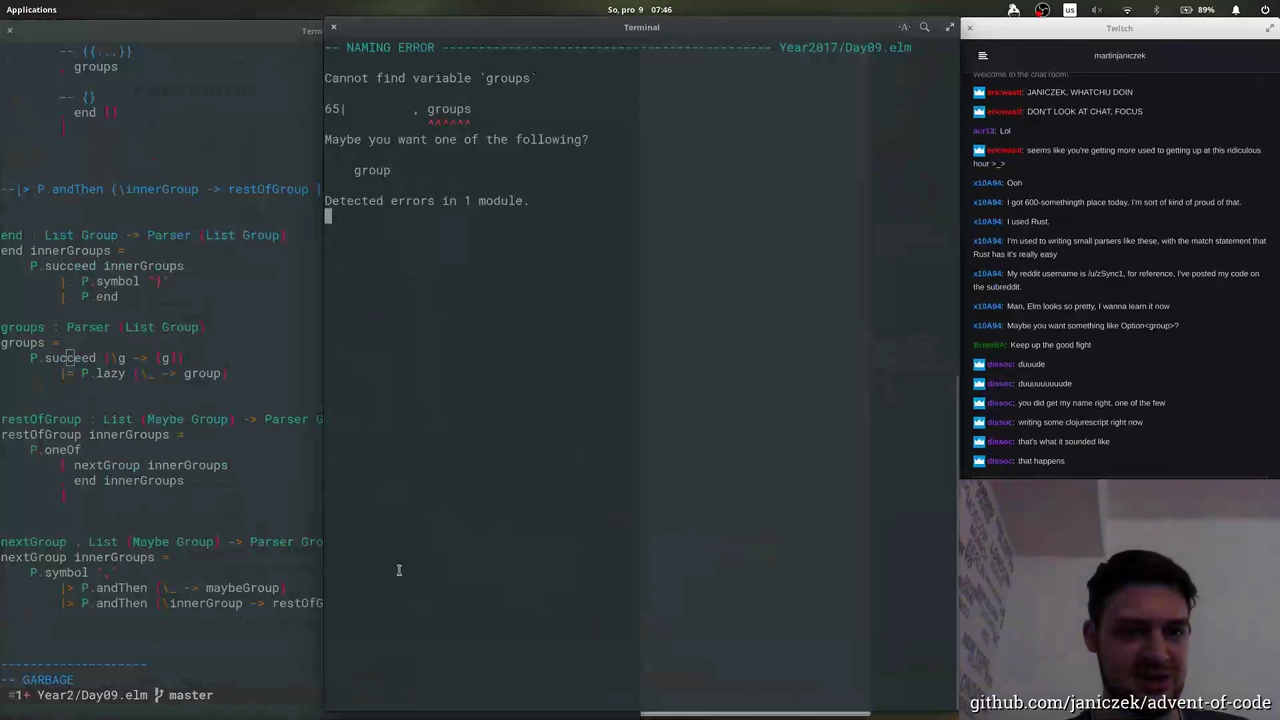 Applications
So, pro 9 07:46
us
89%
Term
-- {{...}}
groups
-- {}
end []
--|> P.andThen (\innerGroup -> restOfGroup [
end : List Group -> Parser (List Group)
end innerGroups =
P.succeed innerGroups
|. P.symbol "}"
|. P.end
groups : Parser (List Group)
groups =
P.succeed (\g -> [g])
|= P.lazy (\_ -> group)
restOfGroup : List (Maybe Group) -> Parser G
restOfGroup innerGroups =
P.oneOf
[ nextGroup innerGroups
, end innerGroups
]
nextGroup : List (Maybe Group) -> Parser Gro
nextGroup innerGroups =
P.symbol ","
|> P.andThen (\_ -> maybeGroup)
|> P.andThen (\innerGroup -> restOfG
---------------------
-- GARBAGE
#1+ Year2/Day09.elm master
Terminal
-- NAMING ERROR --------------------------------------------- Year2017/Day09.elm
Cannot find variable `groups`
65| , groups
^^^^^^
Maybe you want one of the following?
group
Detected errors in 1 module.
Twitch
martinjaniczek
Welcome to the chat room!
ericwastl: JANICZEK, WHATCHU DOIN
ericwastl: DON'T LOOK AT CHAT, FOCUS
acr13: Lol
ericwastl: seems like you're getting more used to getting up at this ridiculous
hour >_>
x10A94: Ooh
x10A94: I got 600-somethingth place today. I'm sort of kind of proud of that.
x10A94: I used Rust.
x10A94: I'm used to writing small parsers like these, with the match statement that
Rust has it's really easy
x10A94: My reddit username is /u/zSync1, for reference, I've posted my code on
the subreddit.
x10A94: Man, Elm looks so pretty, I wanna learn it now
x10A94: Maybe you want something like Option<group>?
Keep up the good fight
dissoc: duuude
dissoc: duuuuuuuuude
dissoc: you did get my name right. one of the few
dissoc: writing some clojurescript right now
dissoc: that's what it sounded like
dissoc: that happens
github.com/janiczek/advent-of-code